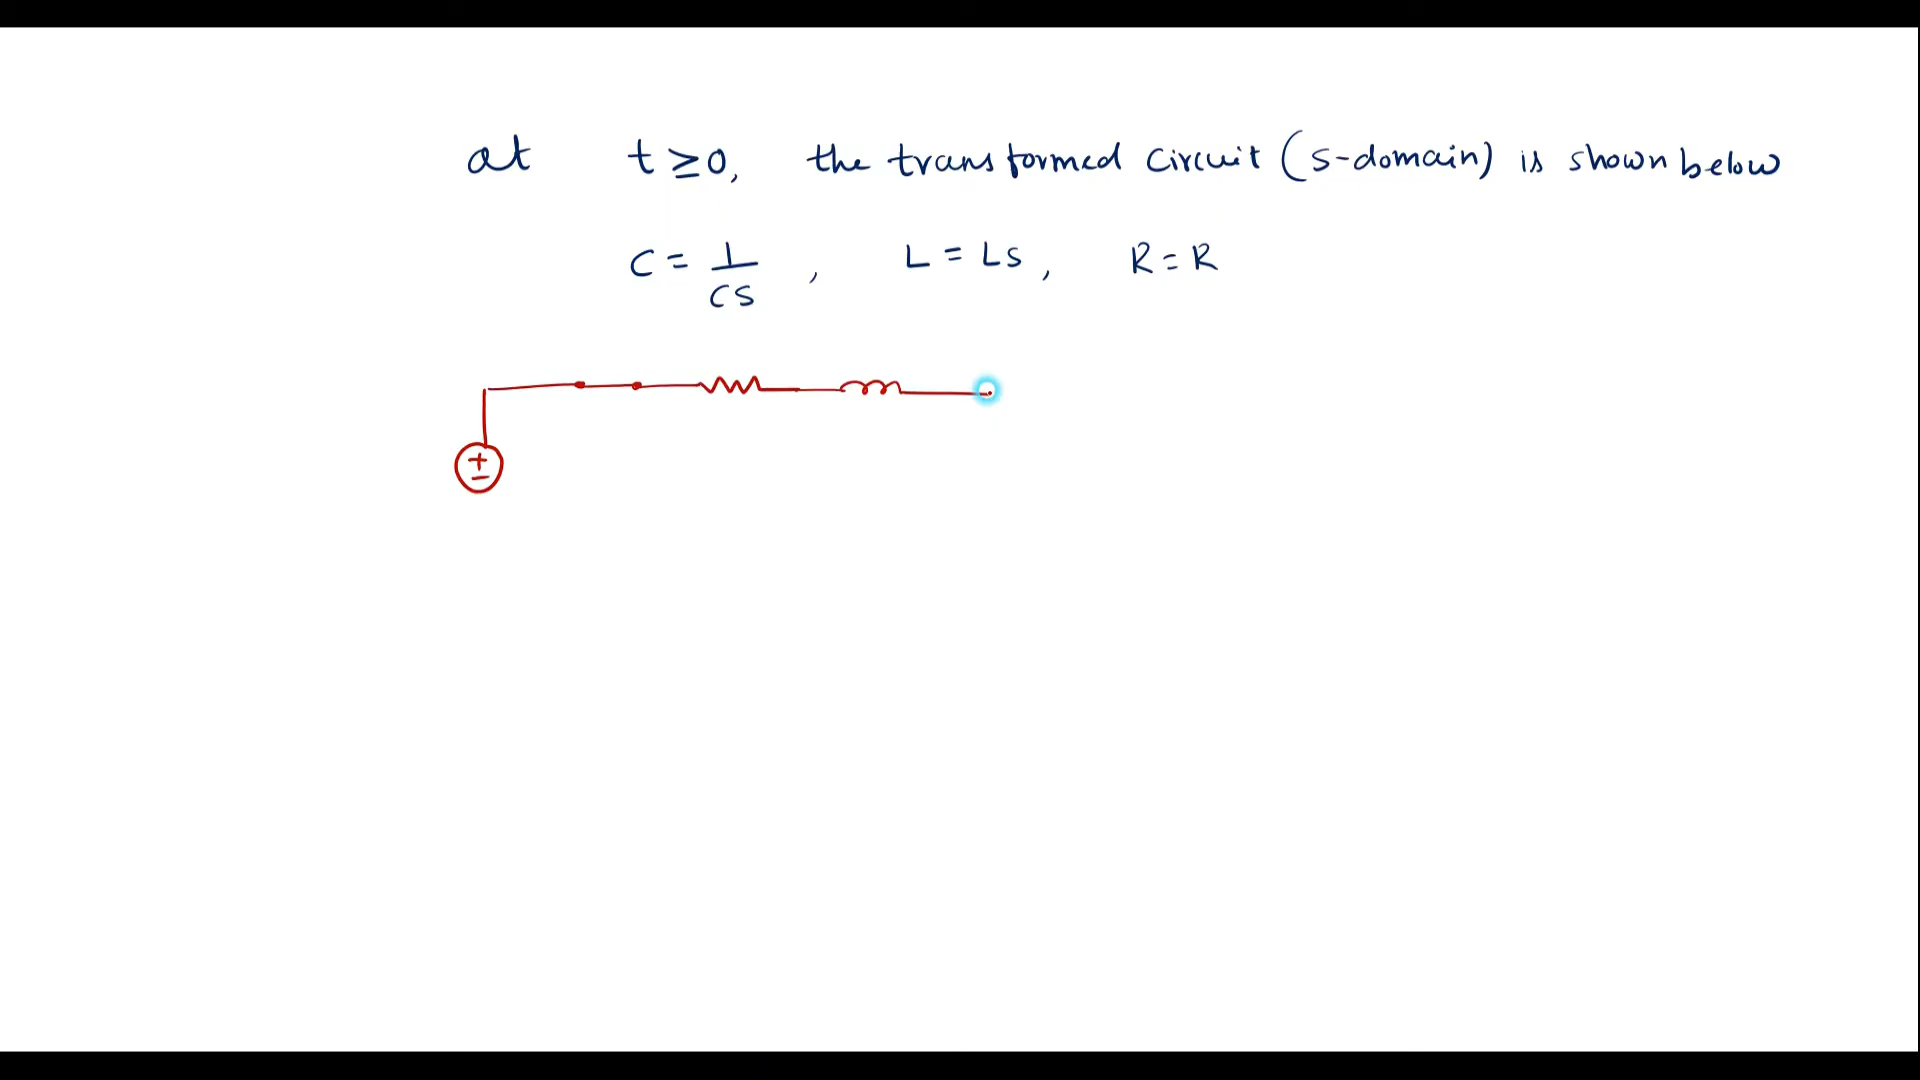 at t ≥ 0, the transformed circuit (s-domain) is shown below
C = 1/CS , L = LS, R = R
+
-